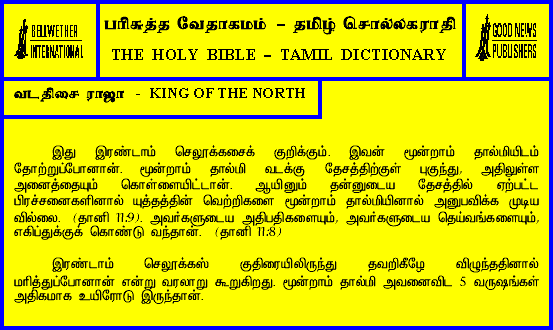 BELLWETHER
INTERNATIONAL
பரிசுத்த வேதாகமம் – தமிழ் சொல்லகராதி
THE HOLY BIBLE – TAMIL DICTIONARY
GOOD NEWS
PUBLISHERS
வடதிசை ராஜா - KING OF THE NORTH
இது இரண்டாம் செலூக்கசைக் குறிக்கும். இவன் மூன்றாம் தால்மியிடம்
தோற்றுப்போனான். மூன்றாம் தால்மி வடக்கு தேசத்திற்குள் புகுந்து, அதிலுள்ள
அனைத்தையும் கொள்ளையிட்டான். ஆயினும் தன்னுடைய தேசத்தில் ஏற்பட்ட
பிரச்சனைகளினால் யுத்தத்தின் வெற்றிகளை மூன்றாம் தால்மியினால் அனுபவிக்க முடிய
வில்லை. (தானி 11:9). அவர்களுடைய அதிபதிகளையும், அவர்களுடைய தெய்வங்களையும்,
எகிப்துக்குக் கொண்டு வந்தான். (தானி 11:8)
இரண்டாம் செலூக்கஸ் குதிரையிலிருந்து தவறிகீழே விழுந்ததினால்
மரித்துப்போனான் என்று வரலாறு கூறுகிறது. மூன்றாம் தால்மி அவனைவிட 5 வருஷங்கள்
அதிகமாக உயிரோடு இருந்தான்.